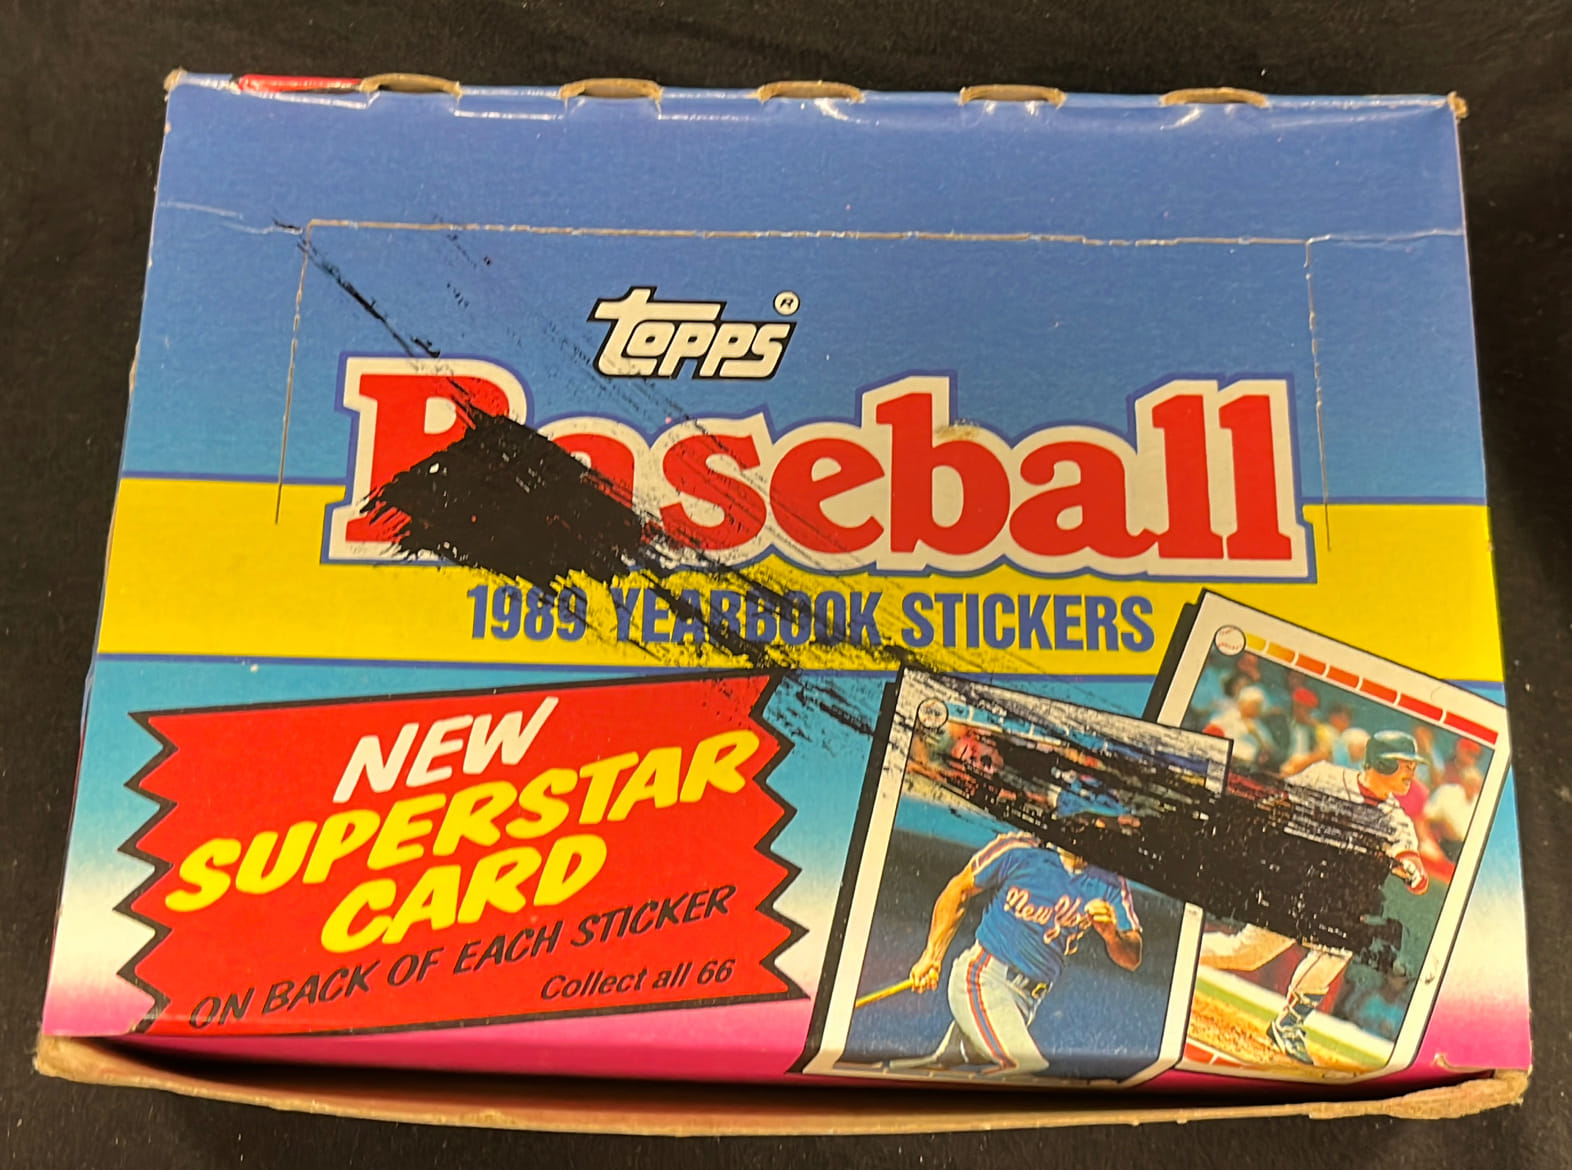 Topps®
Baseball
1989 YEARBOOK STICKERS
NEW
SUPERSTAR
CARD
ON BACK OF EACH STICKER
Collect all 66
New York